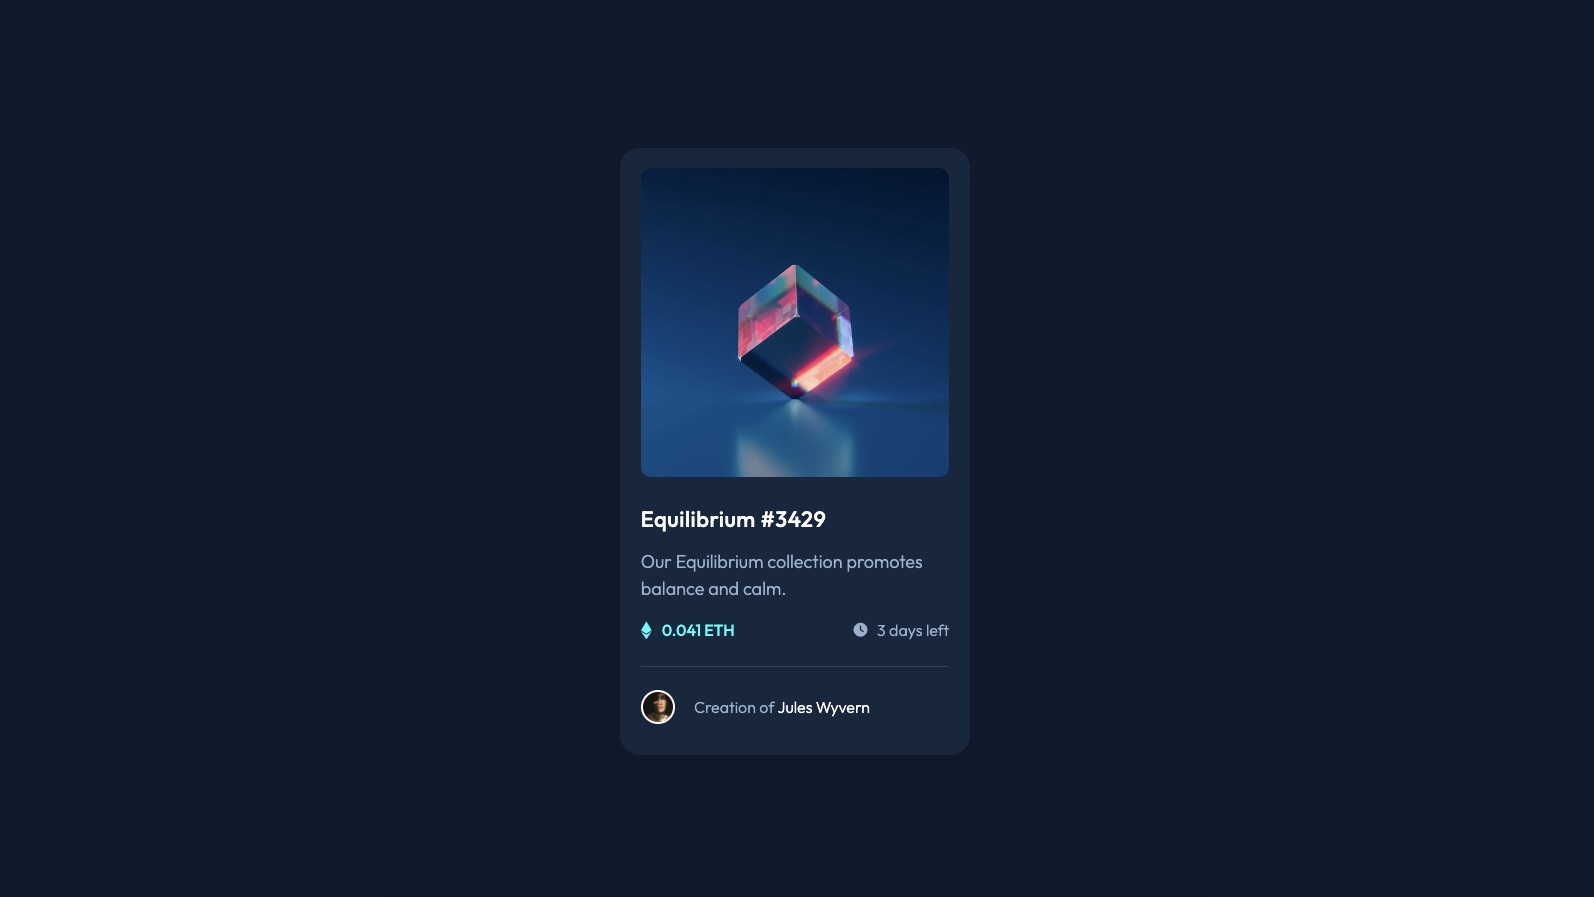 Equilibrium #3429
Our Equilibrium collection promotes
balance and calm.
0.041 ETH
3 days left
Creation of Jules Wyvern